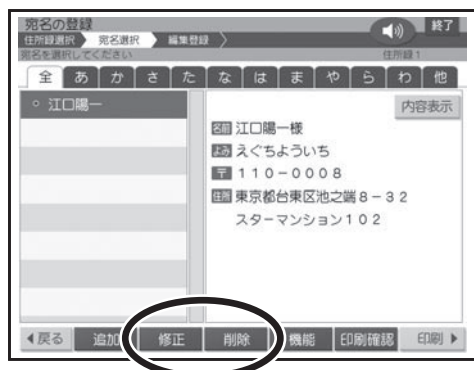 宛名の登録
終了
住所録選択 宛名選択 編集登録
宛名を選択してください 住所録1
全 あ か さ た な は ま や ら わ 他
江口陽一
内容表示
名前 江口陽一様
よみ えぐちよういち
〒 110-0008
住所 東京都台東区池之端8-32
スターマンション102
戻る 追加 修正 削除 機能 印刷確認 印刷